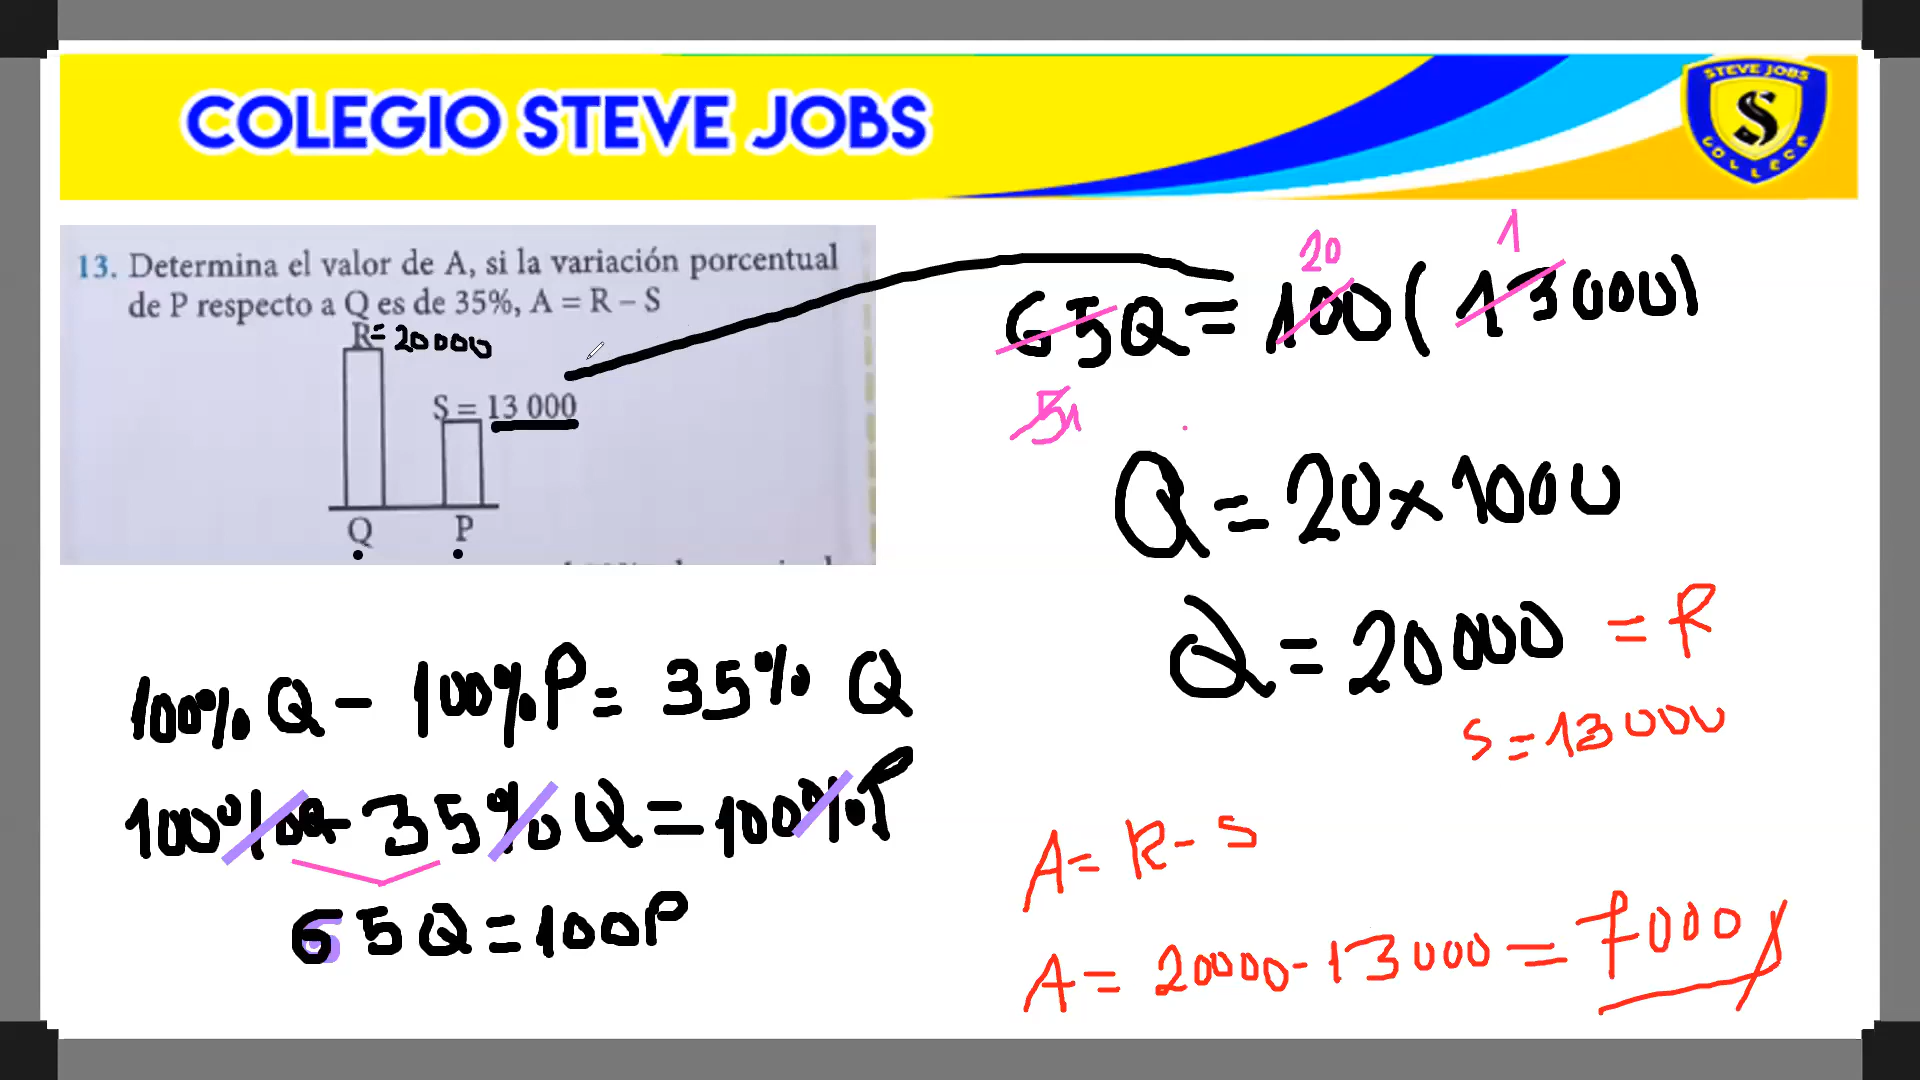 COLEGIO STEVE JOBS
STEVE JOBS
S
COLLEGE
13. Determina el valor de A, si la variación porcentual
de P respecto a Q es de 35%, A = R – S
R = 20000
S = 13 000
Q P
100% Q - 100% P = 35% Q
100% Q - 35% Q = 100% P
65Q = 100P
20 1
65Q = 100(13000)
51
Q = 20 x 1000
Q = 20000 = R
S = 13000
A = R - S
A = 20000 - 13000 = 7000